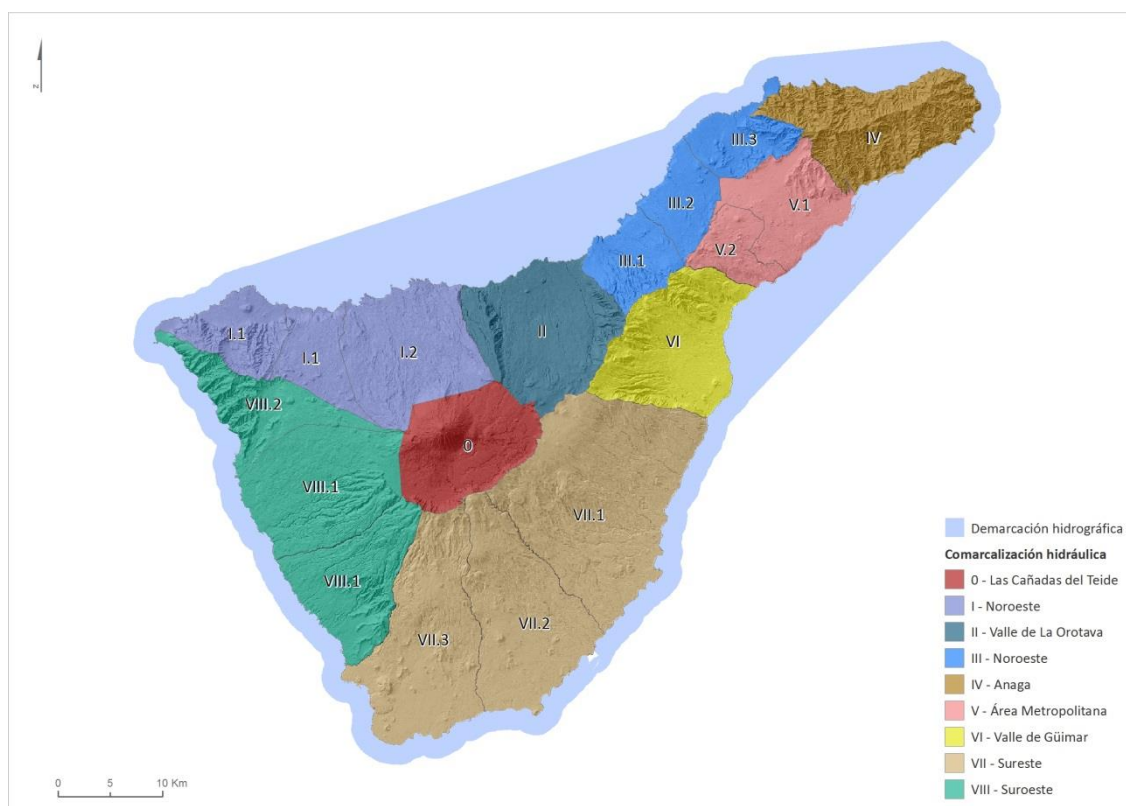 N
III.3
IV
V.1
III.2
V.2
III.1
I.1
I.1
I.2
II
VI
VIII.2
0
VIII.1
VII.1
VIII.1
VII.3
VII.2
Demarcación hidrográfica
Comarcalización hidráulica
0 - Las Cañadas del Teide
I - Noroeste
II - Valle de La Orotava
III - Noroeste
IV - Anaga
V - Área Metropolitana
VI - Valle de Güimar
VII - Sureste
VIII - Suroeste
0 5 10 Km